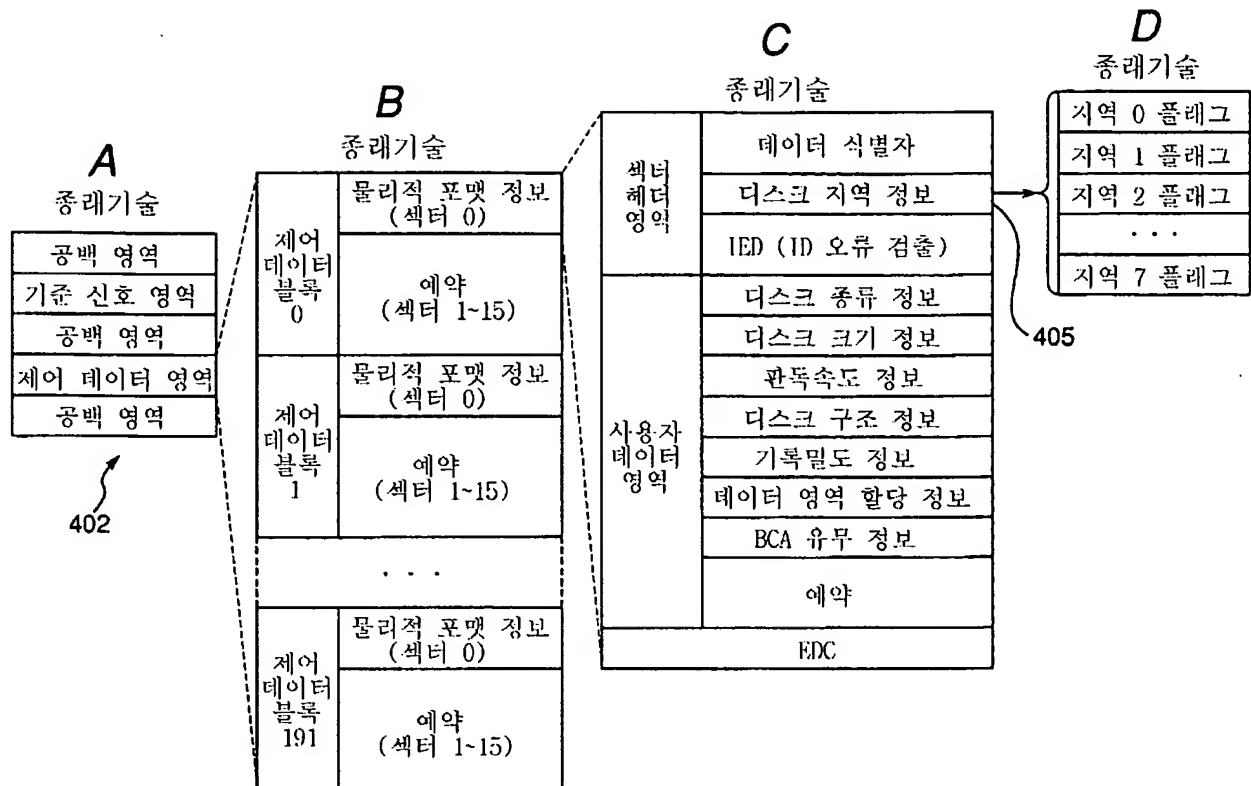 A
종래기술
공백 영역
기준 신호 영역
공백 영역
제어 데이터 영역
공백 영역
402
B
종래기술
제어
데이터
블록
0
물리적 포맷 정보
(섹터 0)
예약
(섹터 1~15)
제어
데이터
블록
1
물리적 포맷 정보
(섹터 0)
예약
(섹터 1~15)
. . .
제어
데이터
블록
191
물리적 포맷 정보
(섹터 0)
예약
(섹터 1~15)
C
종래기술
섹터
헤더
영역
데이터 식별자
디스크 지역 정보
IED (ID 오류 검출)
사용자
데이터
영역
디스크 종류 정보
디스크 크기 정보
판독속도 정보
디스크 구조 정보
기록밀도 정보
데이터 영역 할당 정보
BCA 유무 정보
예약
EDC
405
D
종래기술
지역 0 플래그
지역 1 플래그
지역 2 플래그
. . .
지역 7 플래그